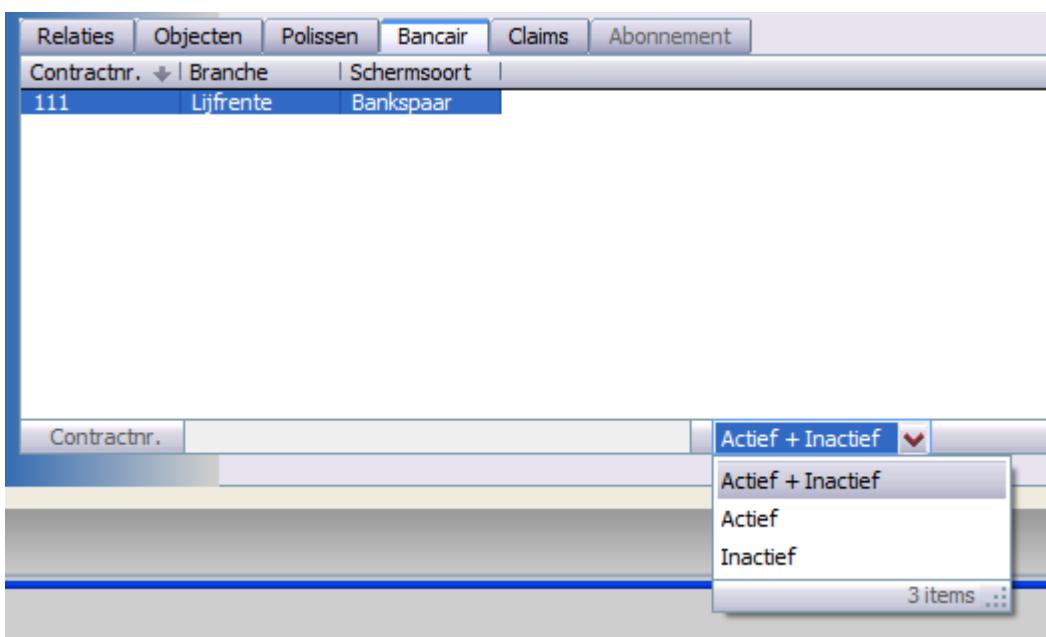 Relaties Objecten Polissen Bancair Claims Abonnement
Contractnr. Branche Schermsoort
111 Lijfrente Bankspaar
Contractnr. Actief + Inactief
Actief + Inactief
Actief
Inactief
3 items